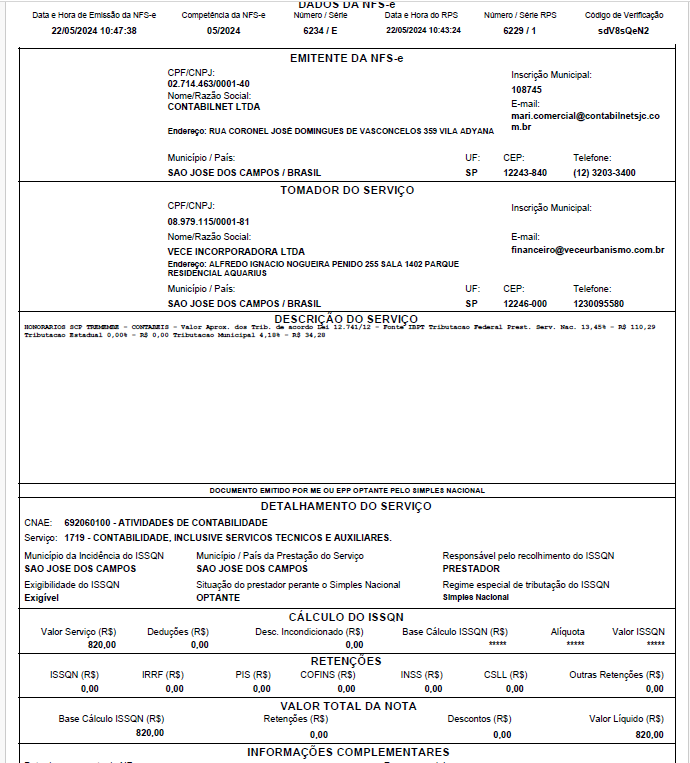 DADOS DA NFS-e
Data e Hora de Emissão da NFS-e Competência da NFS-e Número / Série Data e Hora do RPS Número / Série RPS Código de Verificação
22/05/2024 10:47:38 05/2024 6234 / E 22/05/2024 10:43:24 6229 / 1 sdV8sQeN2
EMITENTE DA NFS-e
CPF/CNPJ: Inscrição Municipal:
02.714.463/0001-40 108745
Nome/Razão Social: E-mail:
CONTABILNET LTDA mari.comercial@contabilnetsjc.co
m.br
Endereço: RUA CORONEL JOSÉ DOMINGUES DE VASCONCELOS 359 VILA ADYANA
Município / País: UF: CEP: Telefone:
SAO JOSE DOS CAMPOS / BRASIL SP 12243-840 (12) 3203-3400
TOMADOR DO SERVIÇO
CPF/CNPJ: Inscrição Municipal:
08.979.115/0001-81
Nome/Razão Social: E-mail:
VECE INCORPORADORA LTDA financeiro@veceurbanismo.com.br
Endereço: ALFREDO IGNACIO NOGUEIRA PENIDO 255 SALA 1402 PARQUE
RESIDENCIAL AQUARIUS
Município / País: UF: CEP: Telefone:
SAO JOSE DOS CAMPOS / BRASIL SP 12246-000 1230095580
DESCRIÇÃO DO SERVIÇO
HONORARIOS SCP TREMEMBE - CONTABEIS - Valor Aprox. dos Trib. de acordo Lei 12.741/12 - Fonte IBPT Tributacao Federal Prest. Serv. Nac. 13,45% - R$ 110,29
Tributacao Estadual 0,00% - R$ 0,00 Tributacao Municipal 4,18% - R$ 34,28
DOCUMENTO EMITIDO POR ME OU EPP OPTANTE PELO SIMPLES NACIONAL
DETALHAMENTO DO SERVIÇO
CNAE: 692060100 - ATIVIDADES DE CONTABILIDADE
Serviço: 1719 - CONTABILIDADE, INCLUSIVE SERVICOS TECNICOS E AUXILIARES.
Município da Incidência do ISSQN Município / País da Prestação do Serviço Responsável pelo recolhimento do ISSQN
SAO JOSE DOS CAMPOS SAO JOSE DOS CAMPOS PRESTADOR
Exigibilidade do ISSQN Situação do prestador perante o Simples Nacional Regime especial de tributação do ISSQN
Exigível OPTANTE Simples Nacional
CÁLCULO DO ISSQN
Valor Serviço (R$) Deduções (R$) Desc. Incondicionado (R$) Base Cálculo ISSQN (R$) Alíquota Valor ISSQN
820,00 0,00 0,00 ***** ***** *****
RETENÇÕES
ISSQN (R$) IRRF (R$) PIS (R$) COFINS (R$) INSS (R$) CSLL (R$) Outras Retenções (R$)
0,00 0,00 0,00 0,00 0,00 0,00 0,00
VALOR TOTAL DA NOTA
Base Cálculo ISSQN (R$) Retenções (R$) Descontos (R$) Valor Líquido (R$)
820,00 0,00 0,00 820,00
INFORMAÇÕES COMPLEMENTARES